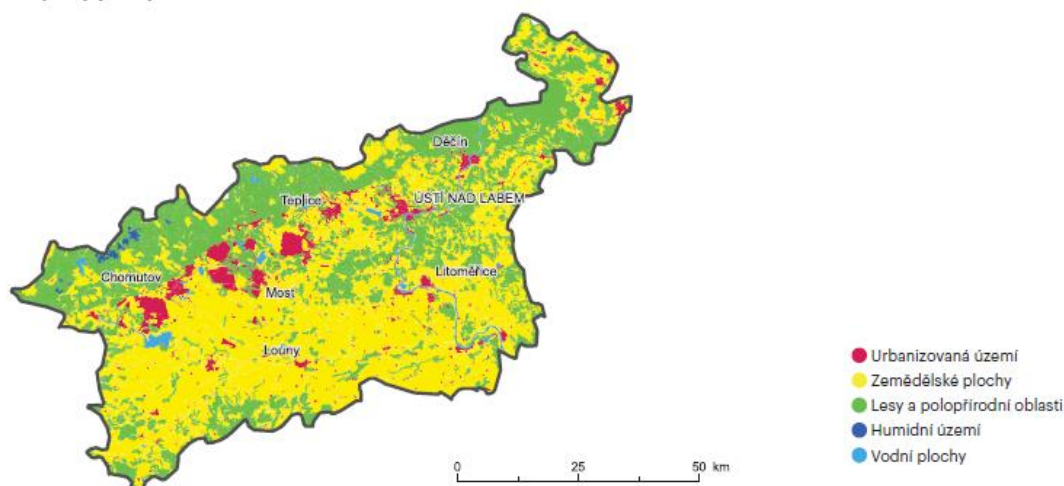 Děčín
Teplice
ÚSTÍ NAD LABEM
Chomutov
Litoměřice
Most
Louny
Urbanizovaná území
Zemědělské plochy
Lesy a polopřírodní oblasti
Humidní území
Vodní plochy
0 25 50 km